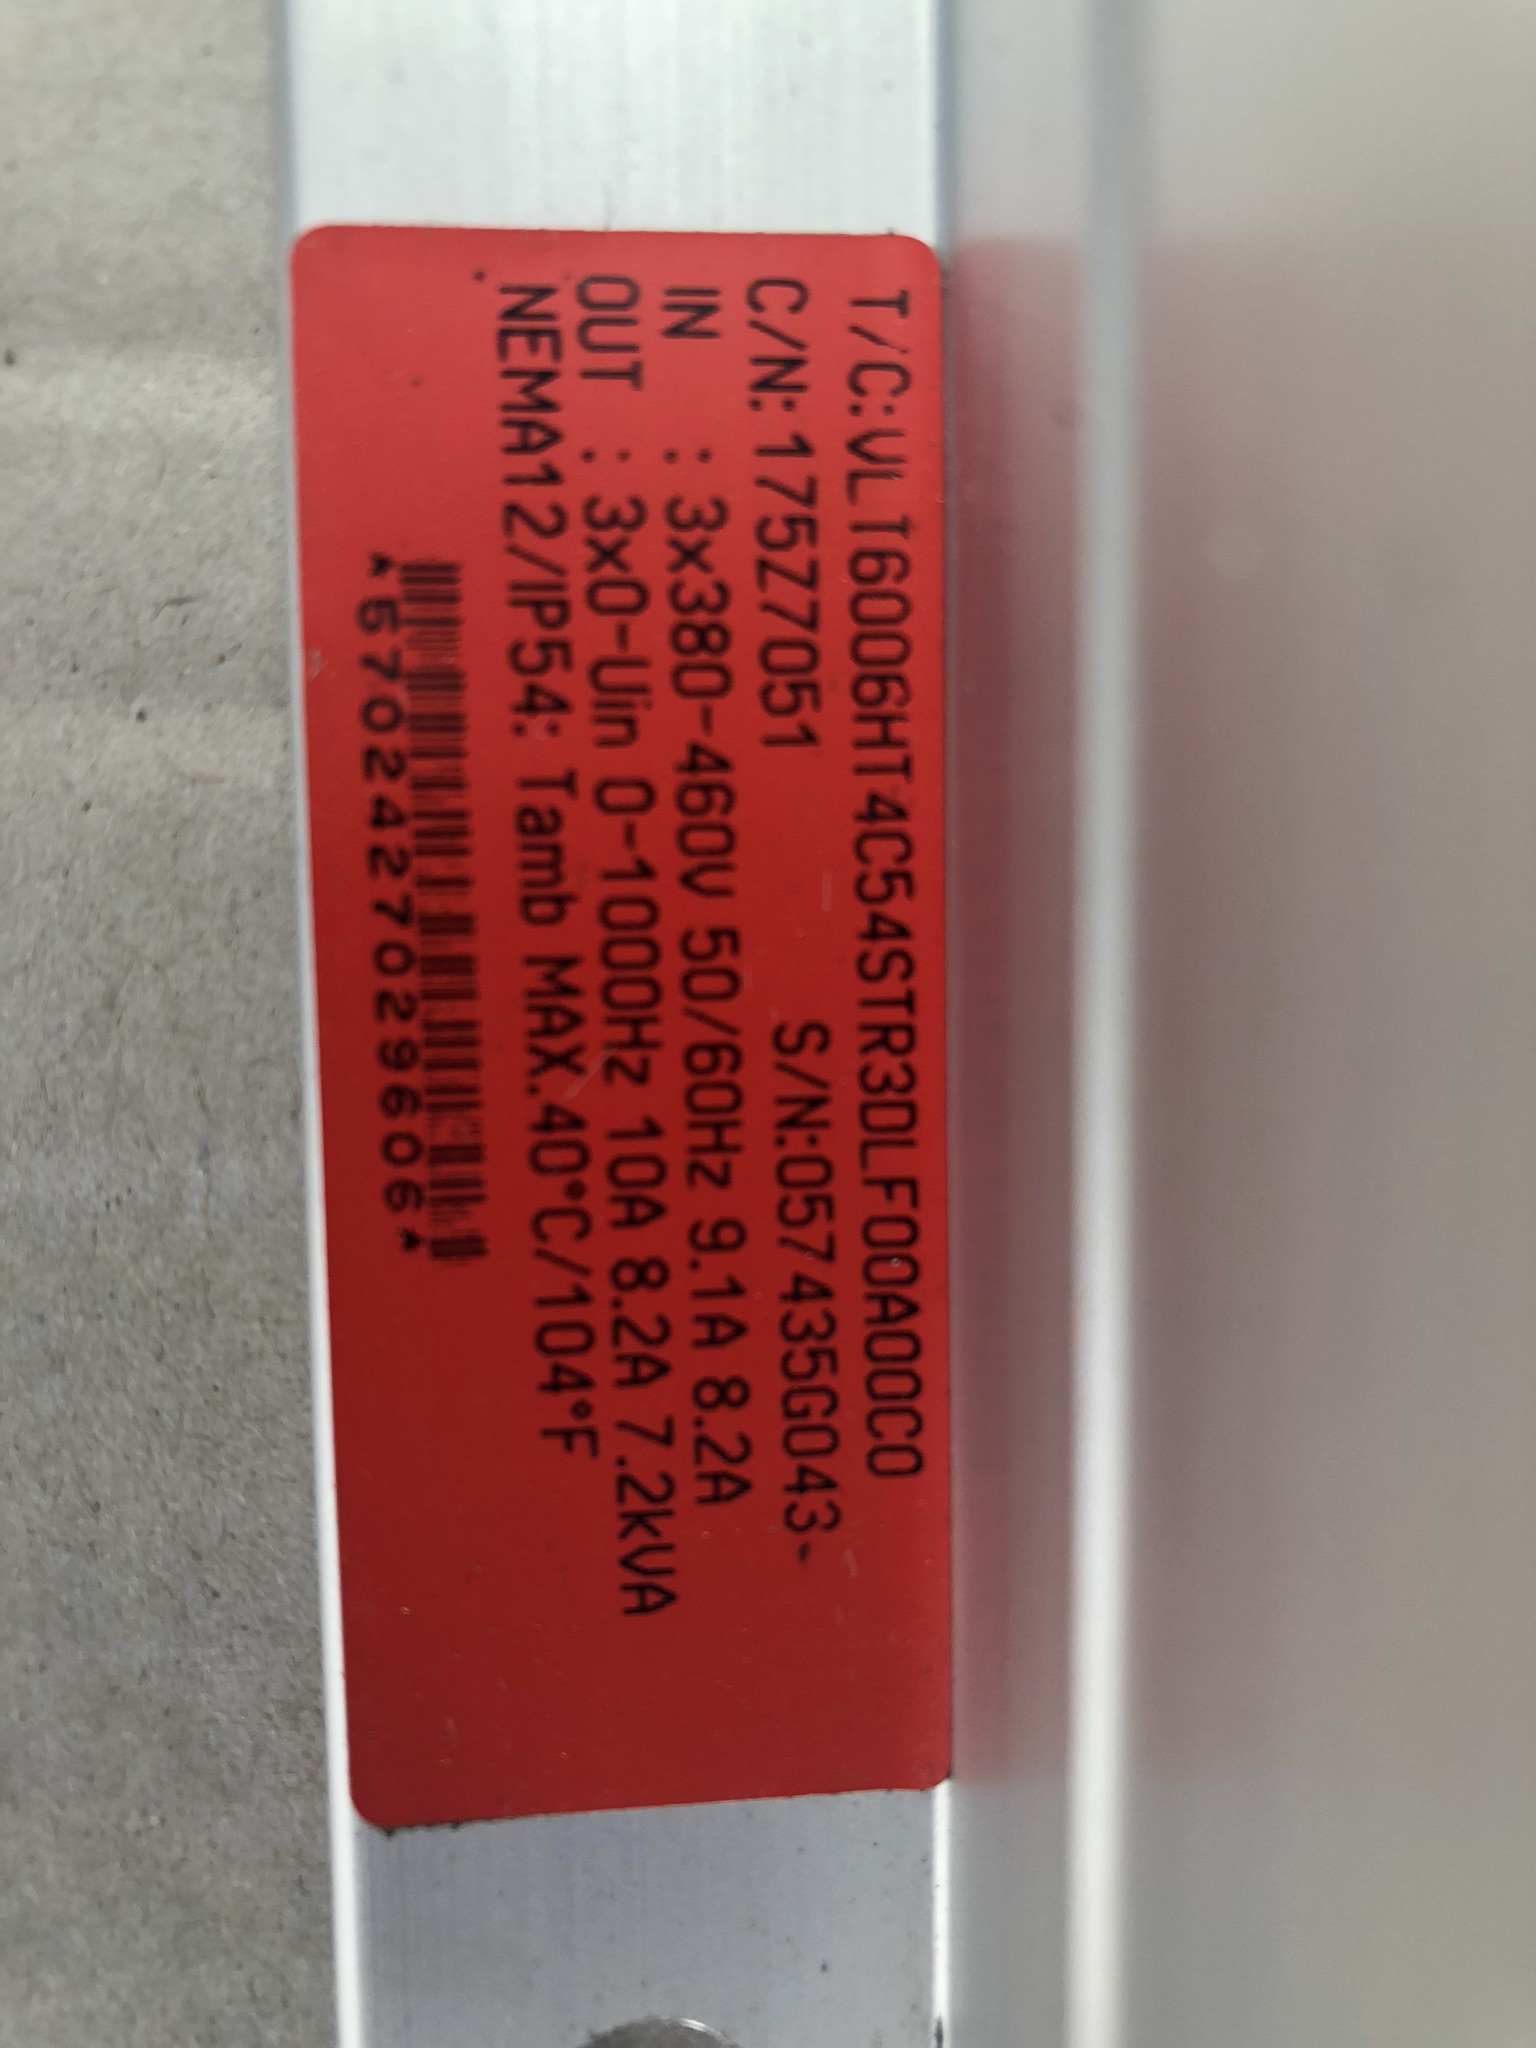 T/C:VLT6006HT4C54STR3DLF00A00C0
C/N:175Z7051 S/N:057435G043
IN : 3x380-460V 50/60Hz 9.1A 8.2A
OUT : 3x0-Uin 0-1000Hz 10A 8.2A 7.2kVA
NEMA12/IP54: Tamb MAX.40°C/104°F
*5702427029606*